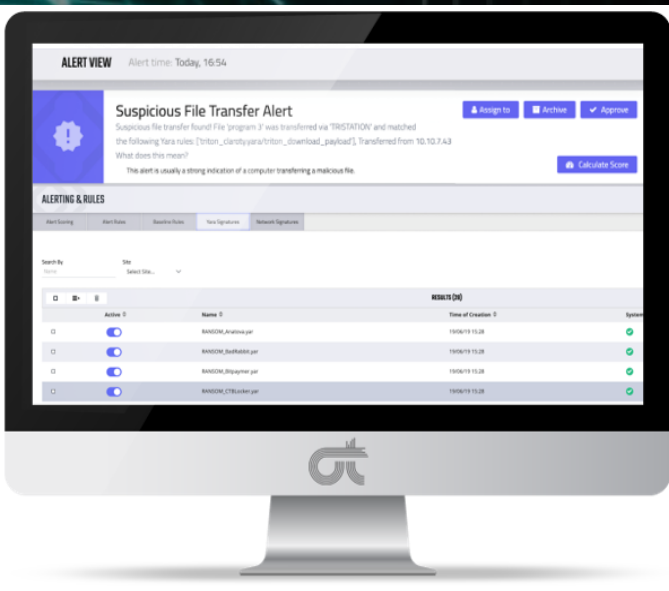 ALERT VIEW Alert time: Today, 16:54
Suspicious File Transfer Alert
Suspicious file transfer found! File 'program 3' was transferred via 'TRISTATION' and matched
the following Yara rules: ['triton_claroty.yara/triton_download_payload'], Transferred from 10.10.7.43
What does this mean?
This alert is usually a strong indication of a computer transferring a malicious file.
Assign to Archive Approve
Calculate Score
ALERTING & RULES
Alert Scoring Alert Rules Baseline Rules Yara Signatures Network Signatures
Search By Site
Name Select Site...
RESULTS (20)
Active Name Time of Creation System
RANSOM_Anatova.yar 19/06/19 15:28
RANSOM_BadRabbit.yar 19/06/19 15:28
RANSOM_Bitpaymer.yar 19/06/19 15:28
RANSOM_CTBLocker.yar 19/06/19 15:28